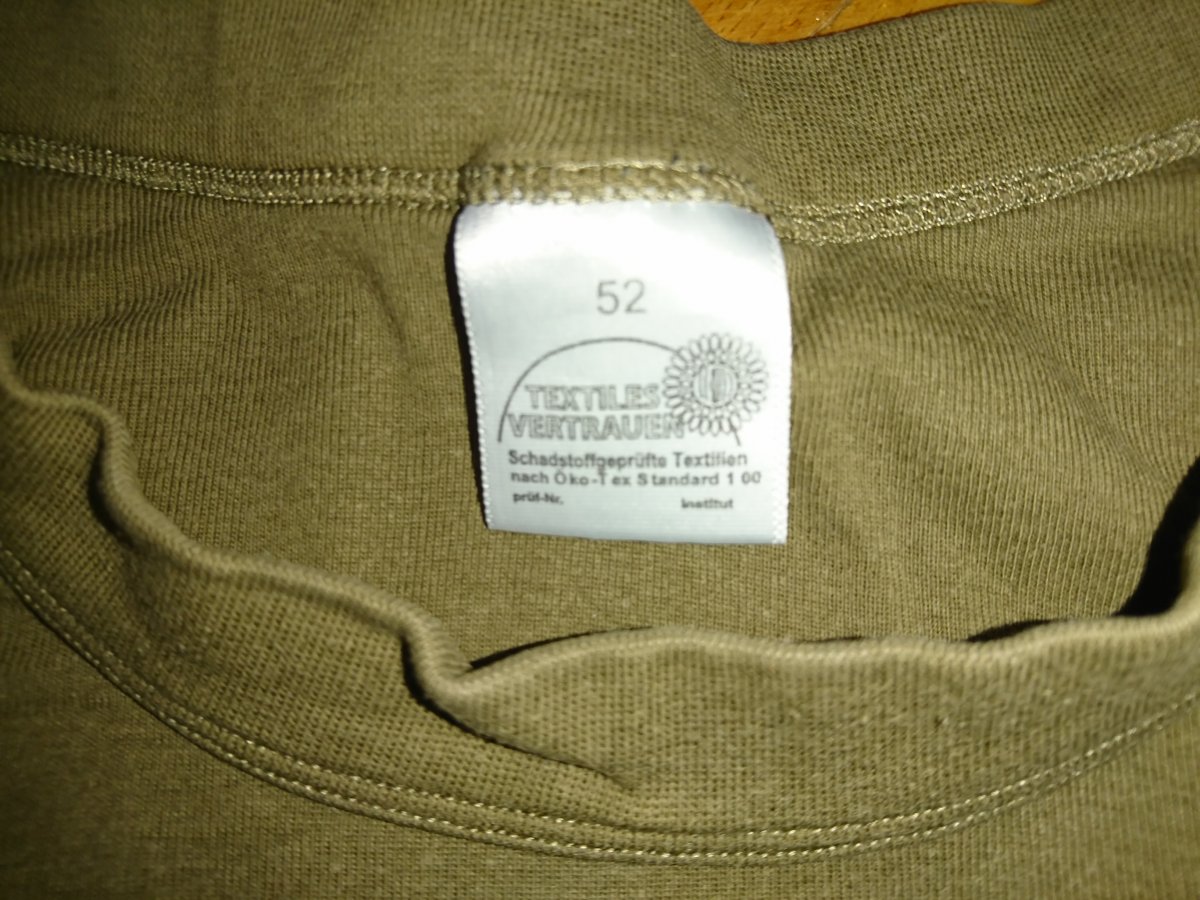 52
TEXTILES
VERTRAUEN
Schadstoffgeprüfte Textilien
nach Öko-Tex Standard 1 00
prüf-Nr. Institut